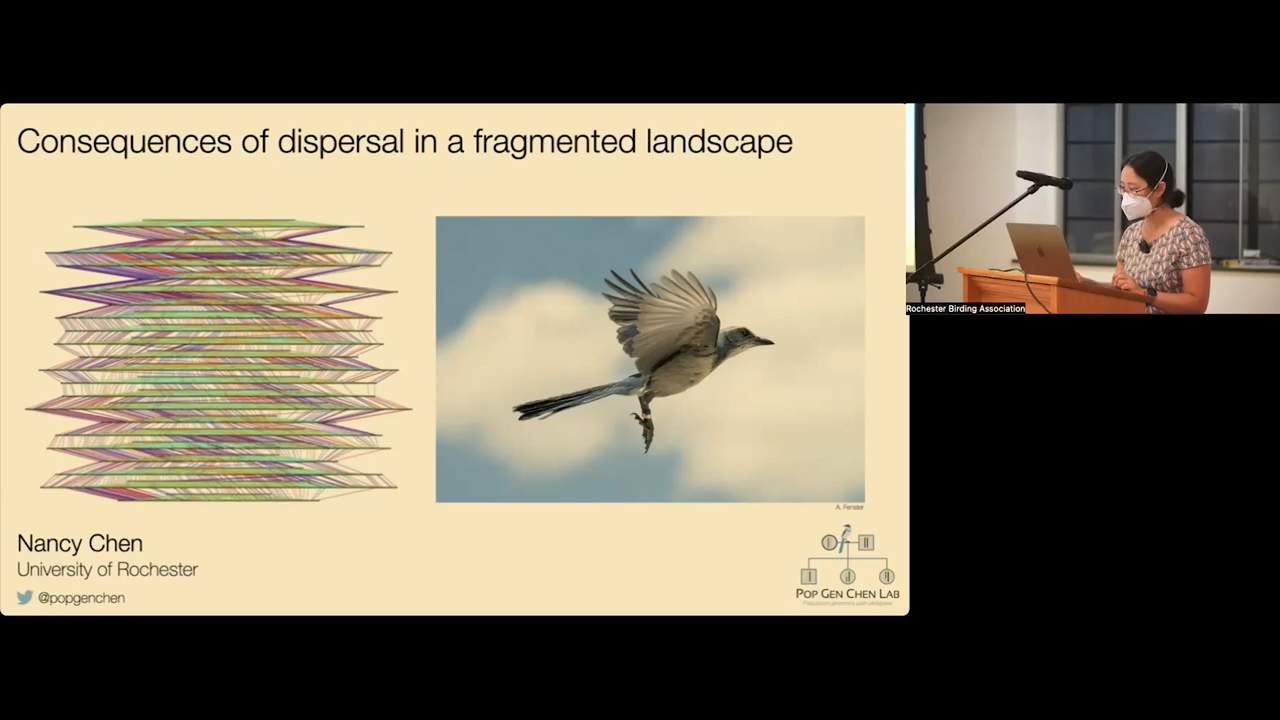 Consequences of dispersal in a fragmented landscape
A. Fenster
Nancy Chen
University of Rochester
@popgenchen
POP GEN CHEN LAB
Rochester Birding Association